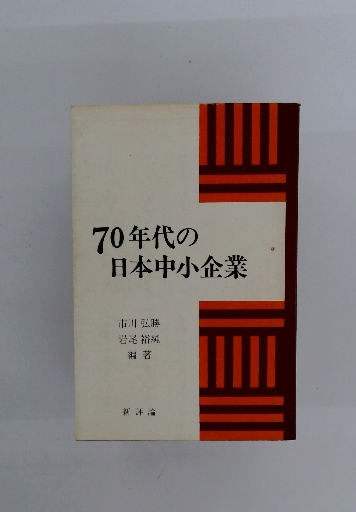 70年代の
日本中小企業
市川弘勝
岩尾裕純
編著
新評論